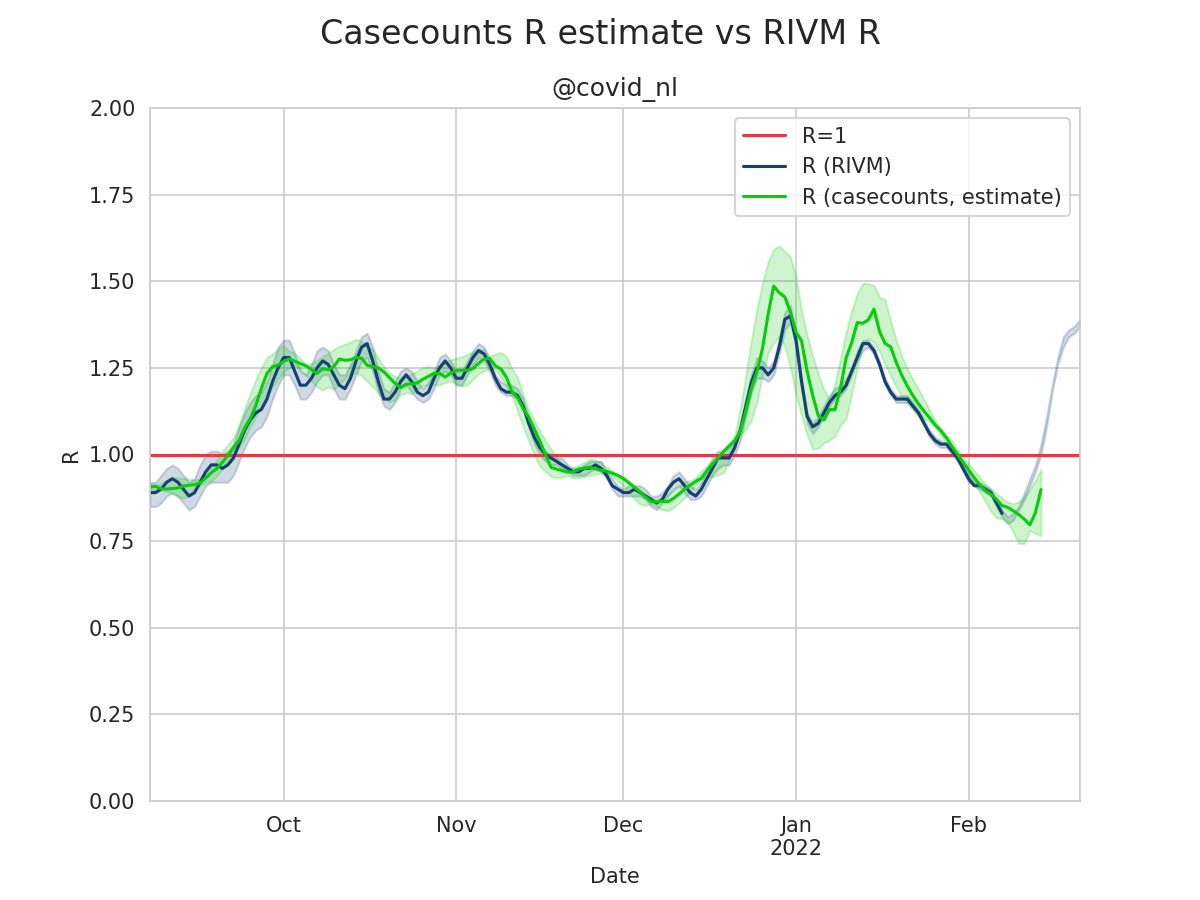 Casecounts R estimate vs RIVM R
@covid_nl
2.00
R=1
R (RIVM)
R (casecounts, estimate)
1.75
1.50
1.25
1.00
R
0.75
0.50
0.25
0.00
Oct
Nov
Dec
Jan
2022
Feb
Date